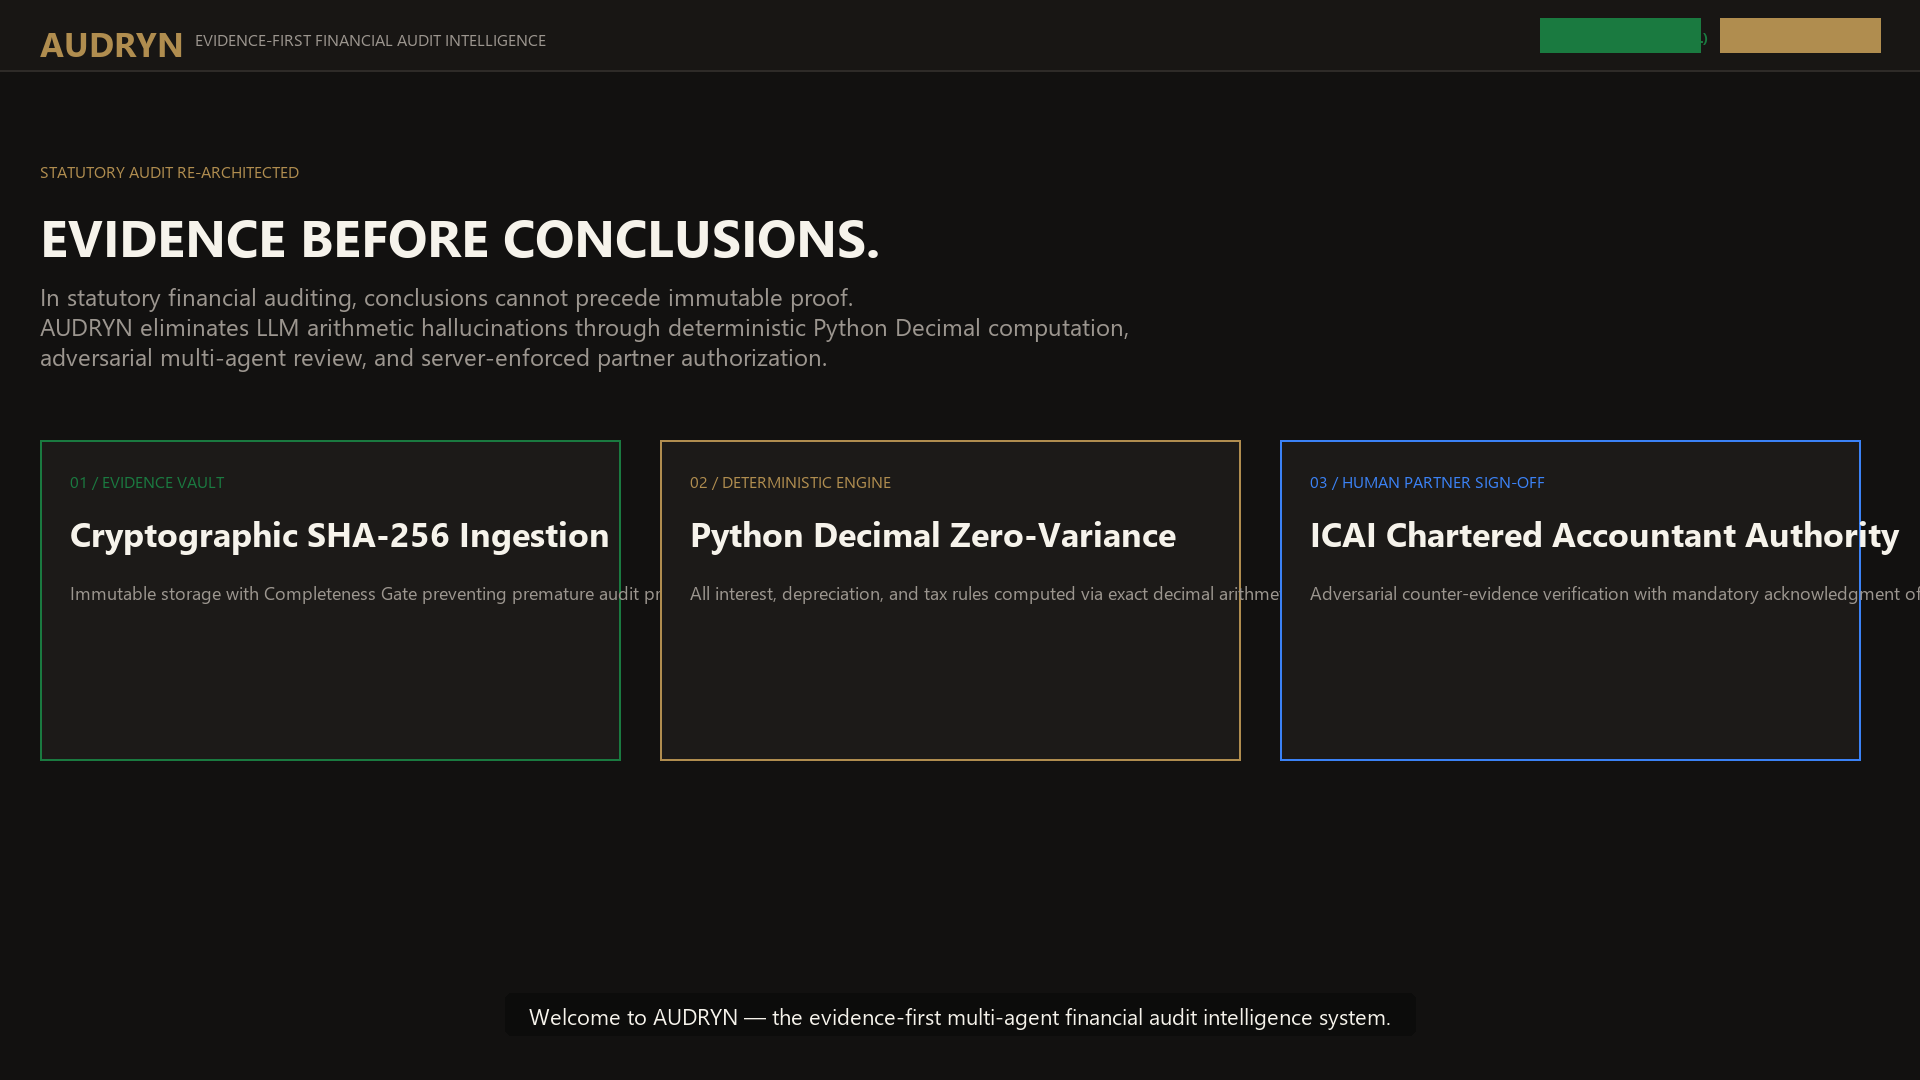 AUDRYN EVIDENCE-FIRST FINANCIAL AUDIT INTELLIGENCE
STATUTORY AUDIT RE-ARCHITECTED
EVIDENCE BEFORE CONCLUSIONS.
In statutory financial auditing, conclusions cannot precede immutable proof.
AUDRYN eliminates LLM arithmetic hallucinations through deterministic Python Decimal computation,
adversarial multi-agent review, and server-enforced partner authorization.
01 / EVIDENCE VAULT
Cryptographic SHA-256 Ingestion
Immutable storage with Completeness Gate preventing premature audit
02 / DETERMINISTIC ENGINE
Python Decimal Zero-Variance
All interest, depreciation, and tax rules computed via exact decimal
03 / HUMAN PARTNER SIGN-OFF
ICAI Chartered Accountant Authority
Adversarial counter-evidence verification with mandatory acknowledgment of
Welcome to AUDRYN — the evidence-first multi-agent financial audit intelligence system.